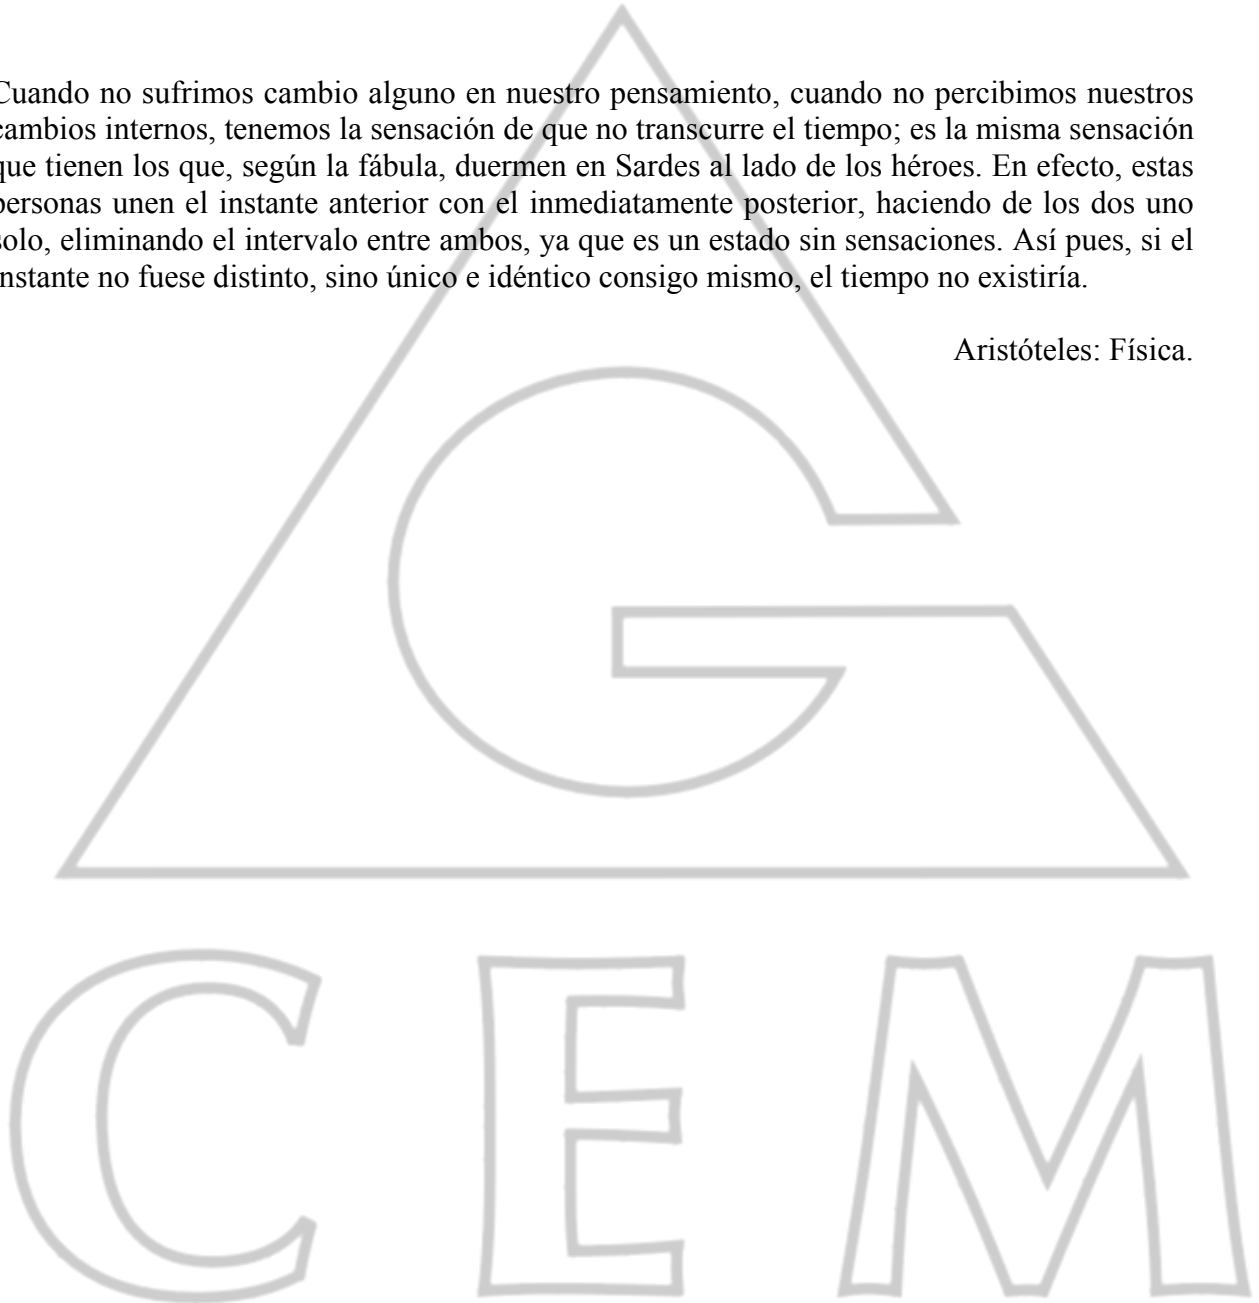 Cuando no sufrimos cambio alguno en nuestro pensamiento, cuando no percibimos nuestros
cambios internos, tenemos la sensación de que no transcurre el tiempo; es la misma sensación
que tienen los que, según la fábula, duermen en Sardes al lado de los héroes. En efecto, estas
personas unen el instante anterior con el inmediatamente posterior, haciendo de los dos uno
solo, eliminando el intervalo entre ambos, ya que es un estado sin sensaciones. Así pues, si el
instante no fuese distinto, sino único e idéntico consigo mismo, el tiempo no existiría.
Aristóteles: Física.
G
CEM